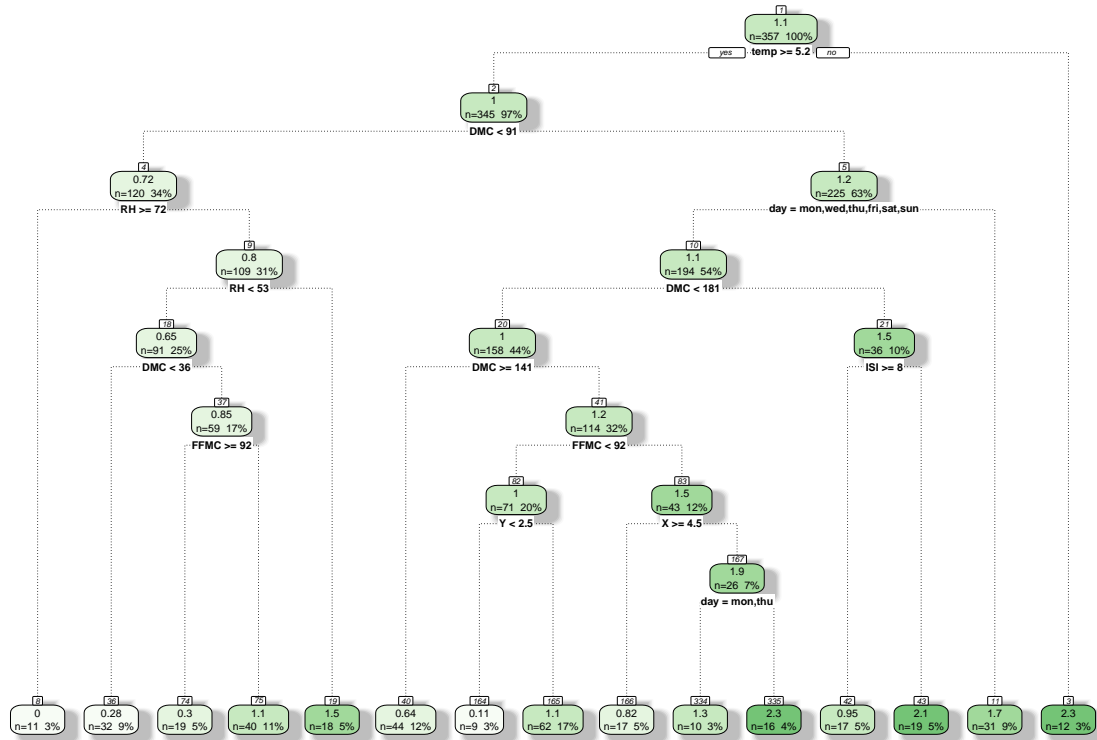 1
1.1
n=357 100%
yes temp >= 5.2 no
2
1
n=345 97%
DMC < 91
4
0.72
n=120 34%
RH >= 72
5
1.2
n=225 63%
day = mon,wed,thu,fri,sat,sun
9
0.8
n=109 31%
RH < 53
10
1.1
n=194 54%
DMC < 181
18
0.65
n=91 25%
DMC < 36
20
1
n=158 44%
DMC >= 141
21
1.5
n=36 10%
ISI >= 8
37
0.85
n=59 17%
FFMC >= 92
41
1.2
n=114 32%
FFMC < 92
82
1
n=71 20%
Y < 2.5
83
1.5
n=43 12%
X >= 4.5
167
1.9
n=26 7%
day = mon,thu
8
0
n=11 3%
36
0.28
n=32 9%
74
0.3
n=19 5%
75
1.1
n=40 11%
19
1.5
n=18 5%
40
0.64
n=44 12%
164
0.11
n=9 3%
165
1.1
n=62 17%
166
0.82
n=17 5%
334
1.3
n=10 3%
335
2.3
n=16 4%
42
0.95
n=17 5%
43
2.1
n=19 5%
11
1.7
n=31 9%
3
2.3
n=12 3%